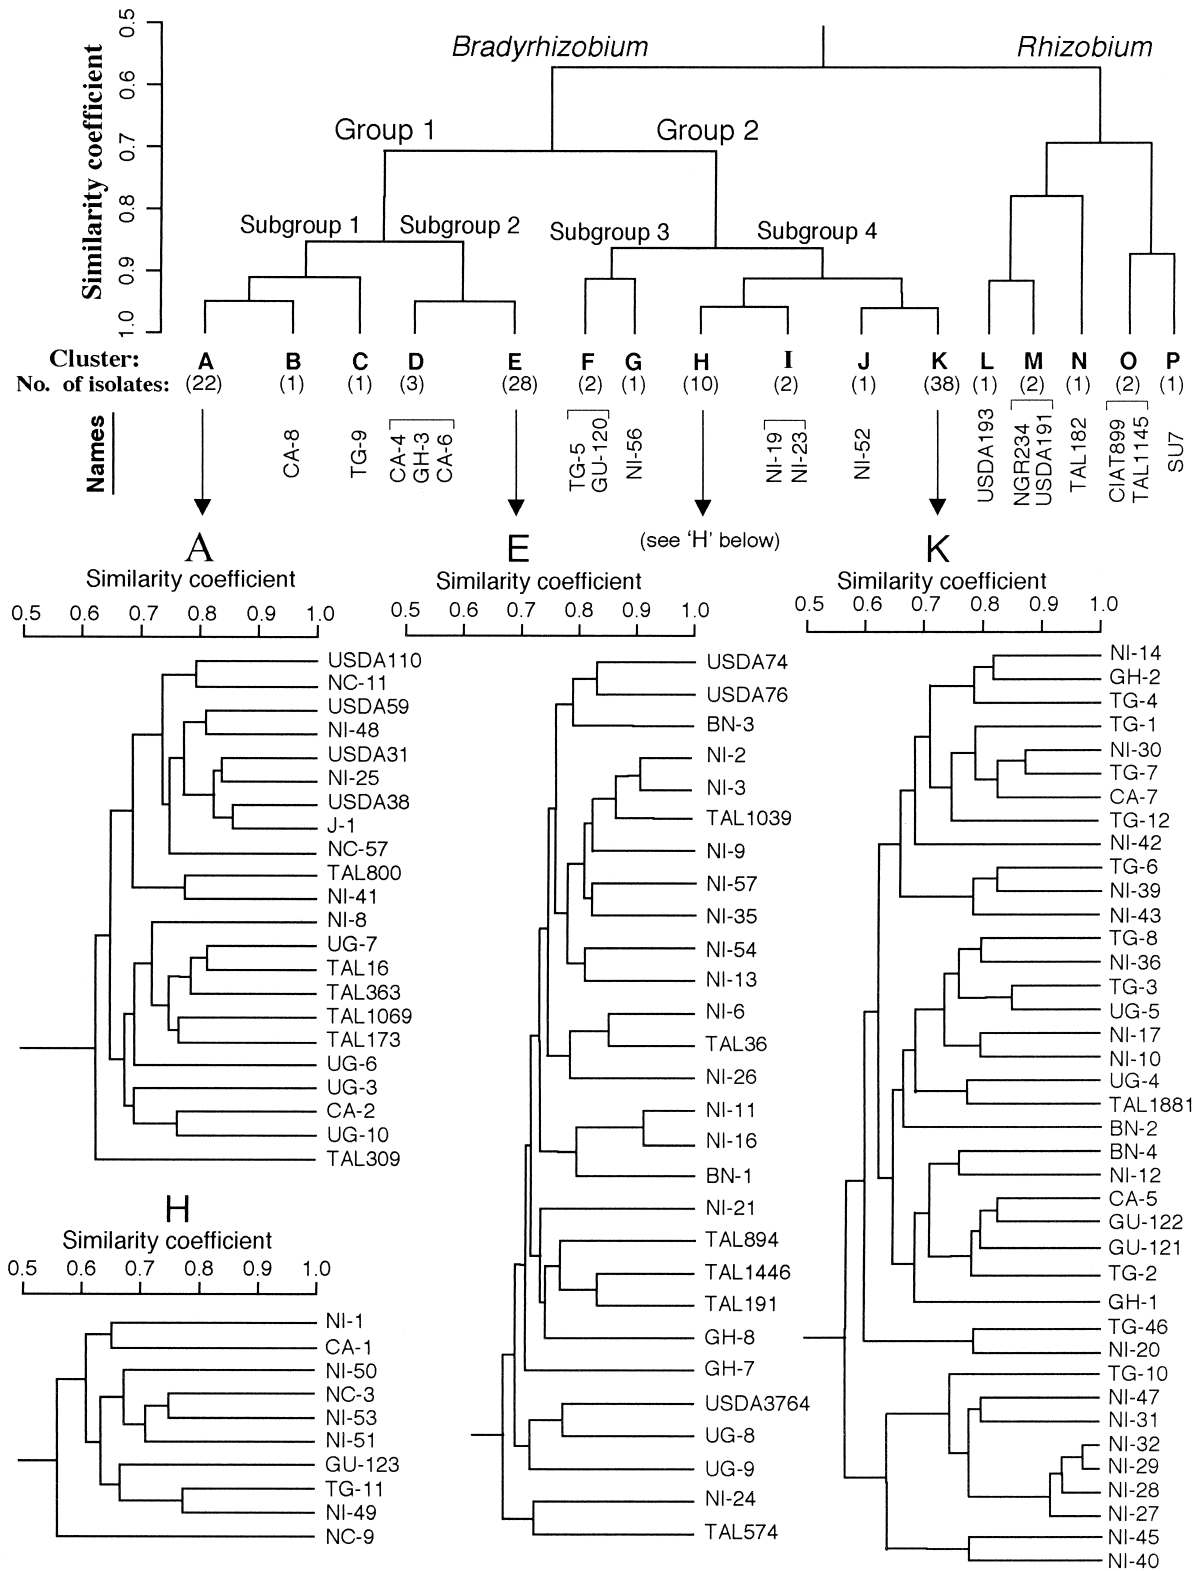 Bradyrhizobium Rhizobium
Similarity coefficient
0.5
0.6
0.7
0.8
0.9
1.0
Group 1 Group 2
Subgroup 1 Subgroup 2 Subgroup 3 Subgroup 4
Cluster: A B C D E F G H I J K L M N O P
No. of isolates: (22) (1) (1) (3) (28) (2) (1) (10) (2) (1) (38) (1) (2) (1) (2) (1)
Names
CA-8
TG-9
CA-4
GH-3
CA-6
TG-5
GU-120
NI-56
NI-19
NI-23
NI-52
USDA193
NGR234
USDA191
TAL182
CIAT899
TAL1145
SU7
(see 'H' below)
A
Similarity coefficient
0.5 0.6 0.7 0.8 0.9 1.0
USDA110
NC-11
USDA59
NI-48
USDA31
NI-25
USDA38
J-1
NC-57
TAL800
NI-41
NI-8
UG-7
TAL16
TAL363
TAL1069
TAL173
UG-6
UG-3
CA-2
UG-10
TAL309
H
Similarity coefficient
0.5 0.6 0.7 0.8 0.9 1.0
NI-1
CA-1
NI-50
NC-3
NI-53
NI-51
GU-123
TG-11
NI-49
NC-9
E
Similarity coefficient
0.5 0.6 0.7 0.8 0.9 1.0
USDA74
USDA76
BN-3
NI-2
NI-3
TAL1039
NI-9
NI-57
NI-35
NI-54
NI-13
NI-6
TAL36
NI-26
NI-11
NI-16
BN-1
NI-21
TAL894
TAL1446
TAL191
GH-8
GH-7
USDA3764
UG-8
UG-9
NI-24
TAL574
K
Similarity coefficient
0.5 0.6 0.7 0.8 0.9 1.0
NI-14
GH-2
TG-4
TG-1
NI-30
TG-7
CA-7
TG-12
NI-42
TG-6
NI-39
NI-43
TG-8
NI-36
TG-3
UG-5
NI-17
NI-10
UG-4
TAL1881
BN-2
BN-4
NI-12
CA-5
GU-122
GU-121
TG-2
GH-1
TG-46
NI-20
TG-10
NI-47
NI-31
NI-32
NI-29
NI-28
NI-27
NI-45
NI-40